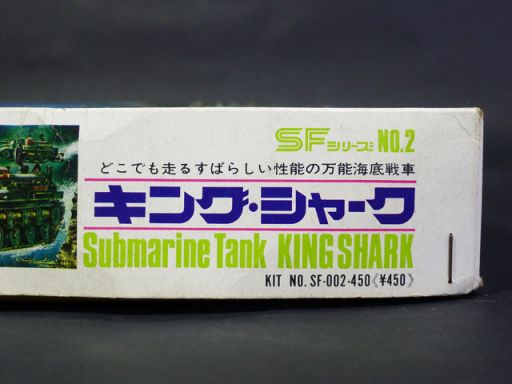 SFシリーズ NO.2
どこでも走るすばらしい性能の万能海底戦車
キング・シャーク
Submarine Tank KING SHARK
KIT NO. SF-002-450〈¥450〉